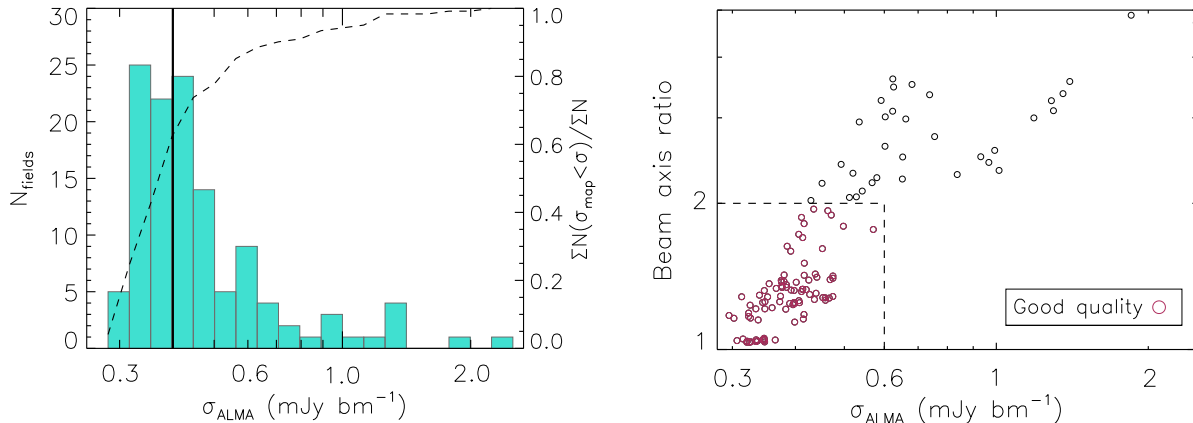 30
25
20
15
10
5
0
N_fields
1.0
0.8
0.6
0.4
0.2
0.0
ΣN(σ_map<σ)/ΣN
0.3 0.6 1.0 2.0
σ_ALMA (mJy bm⁻¹)
Beam axis ratio
2
1
Good quality
0.3 0.6 1 2
σ_ALMA (mJy bm⁻¹)